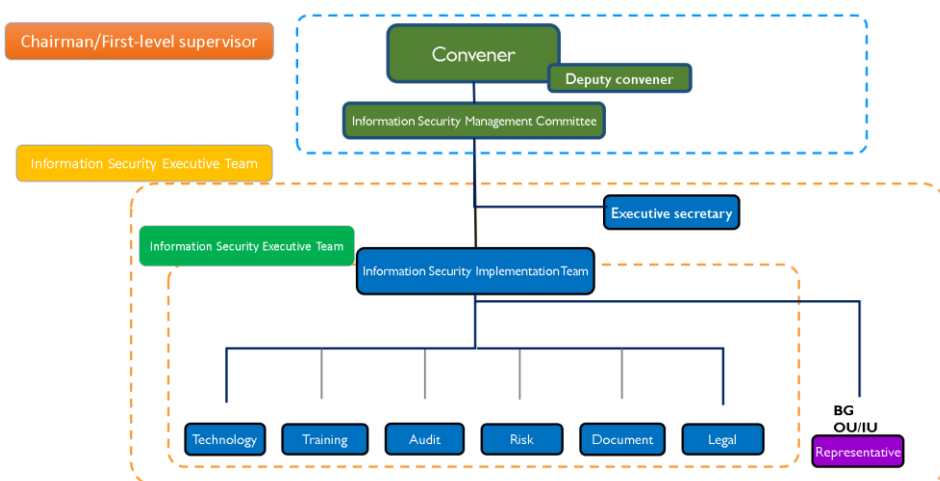 Chairman/First-level supervisor
Convener
Deputy convener
Information Security Management Committee
Information Security Executive Team
Executive secretary
Information Security Executive Team
Information Security Implementation Team
Technology
Training
Audit
Risk
Document
Legal
BG
OU/IU
Representative